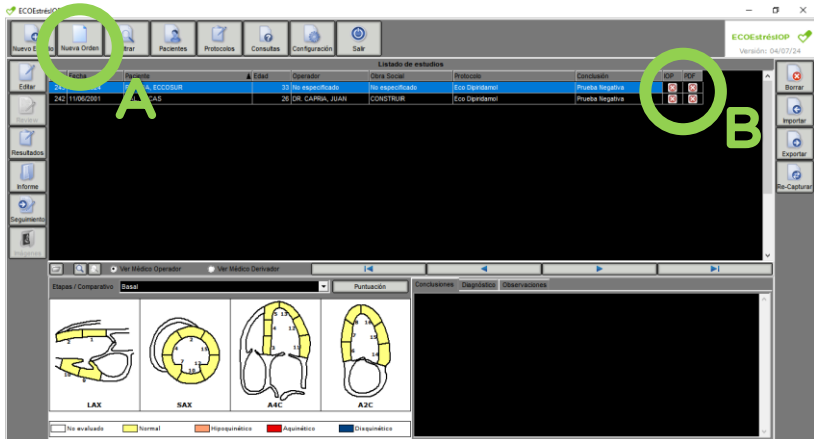 ECOEstrésIOP
Nueva Orden
Pacientes
Protocolos
Consultas
Configuración
Salir
ECOEstrésIOP
Versión: 04/07/24
Listado de estudios
Fecha Paciente Edad Operador Obra Social Protocolo Conclusión IOP PDF
ECCOSUR 33 No especificado No especificado Eco Dipiridamol Prueba Negativa
242 11/06/2001 26 DR. CAPRIA, JUAN CONSTRUIR Eco Dipiridamol Prueba Negativa
A
B
Editar
Review
Resultados
Informe
Seguimiento
Imágenes
Borrar
Importar
Exportar
Re-Capturar
Ver Médico Operador Ver Médico Derivador
Etapas / Comparativo Basal Puntuación
Conclusiones Diagnóstico Observaciones
LAX SAX A4C A2C
No evaluado Normal Hipoquinético Aquinético Disquinético